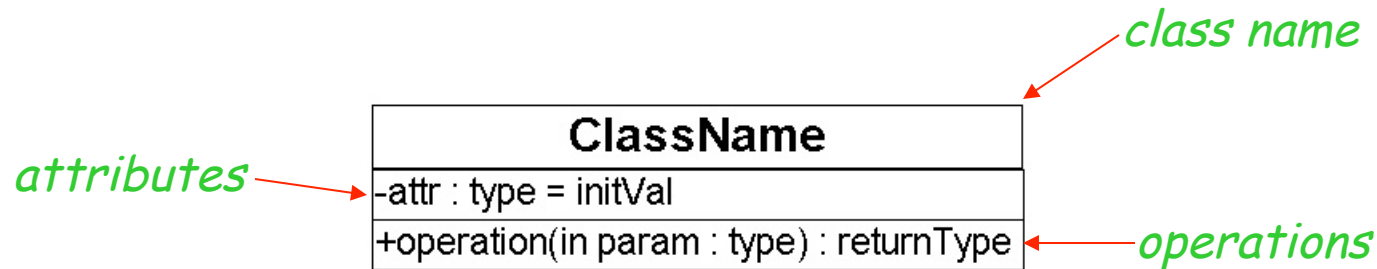 class name
ClassName
attributes
-attr : type = initVal
+operation(in param : type) : returnType
operations